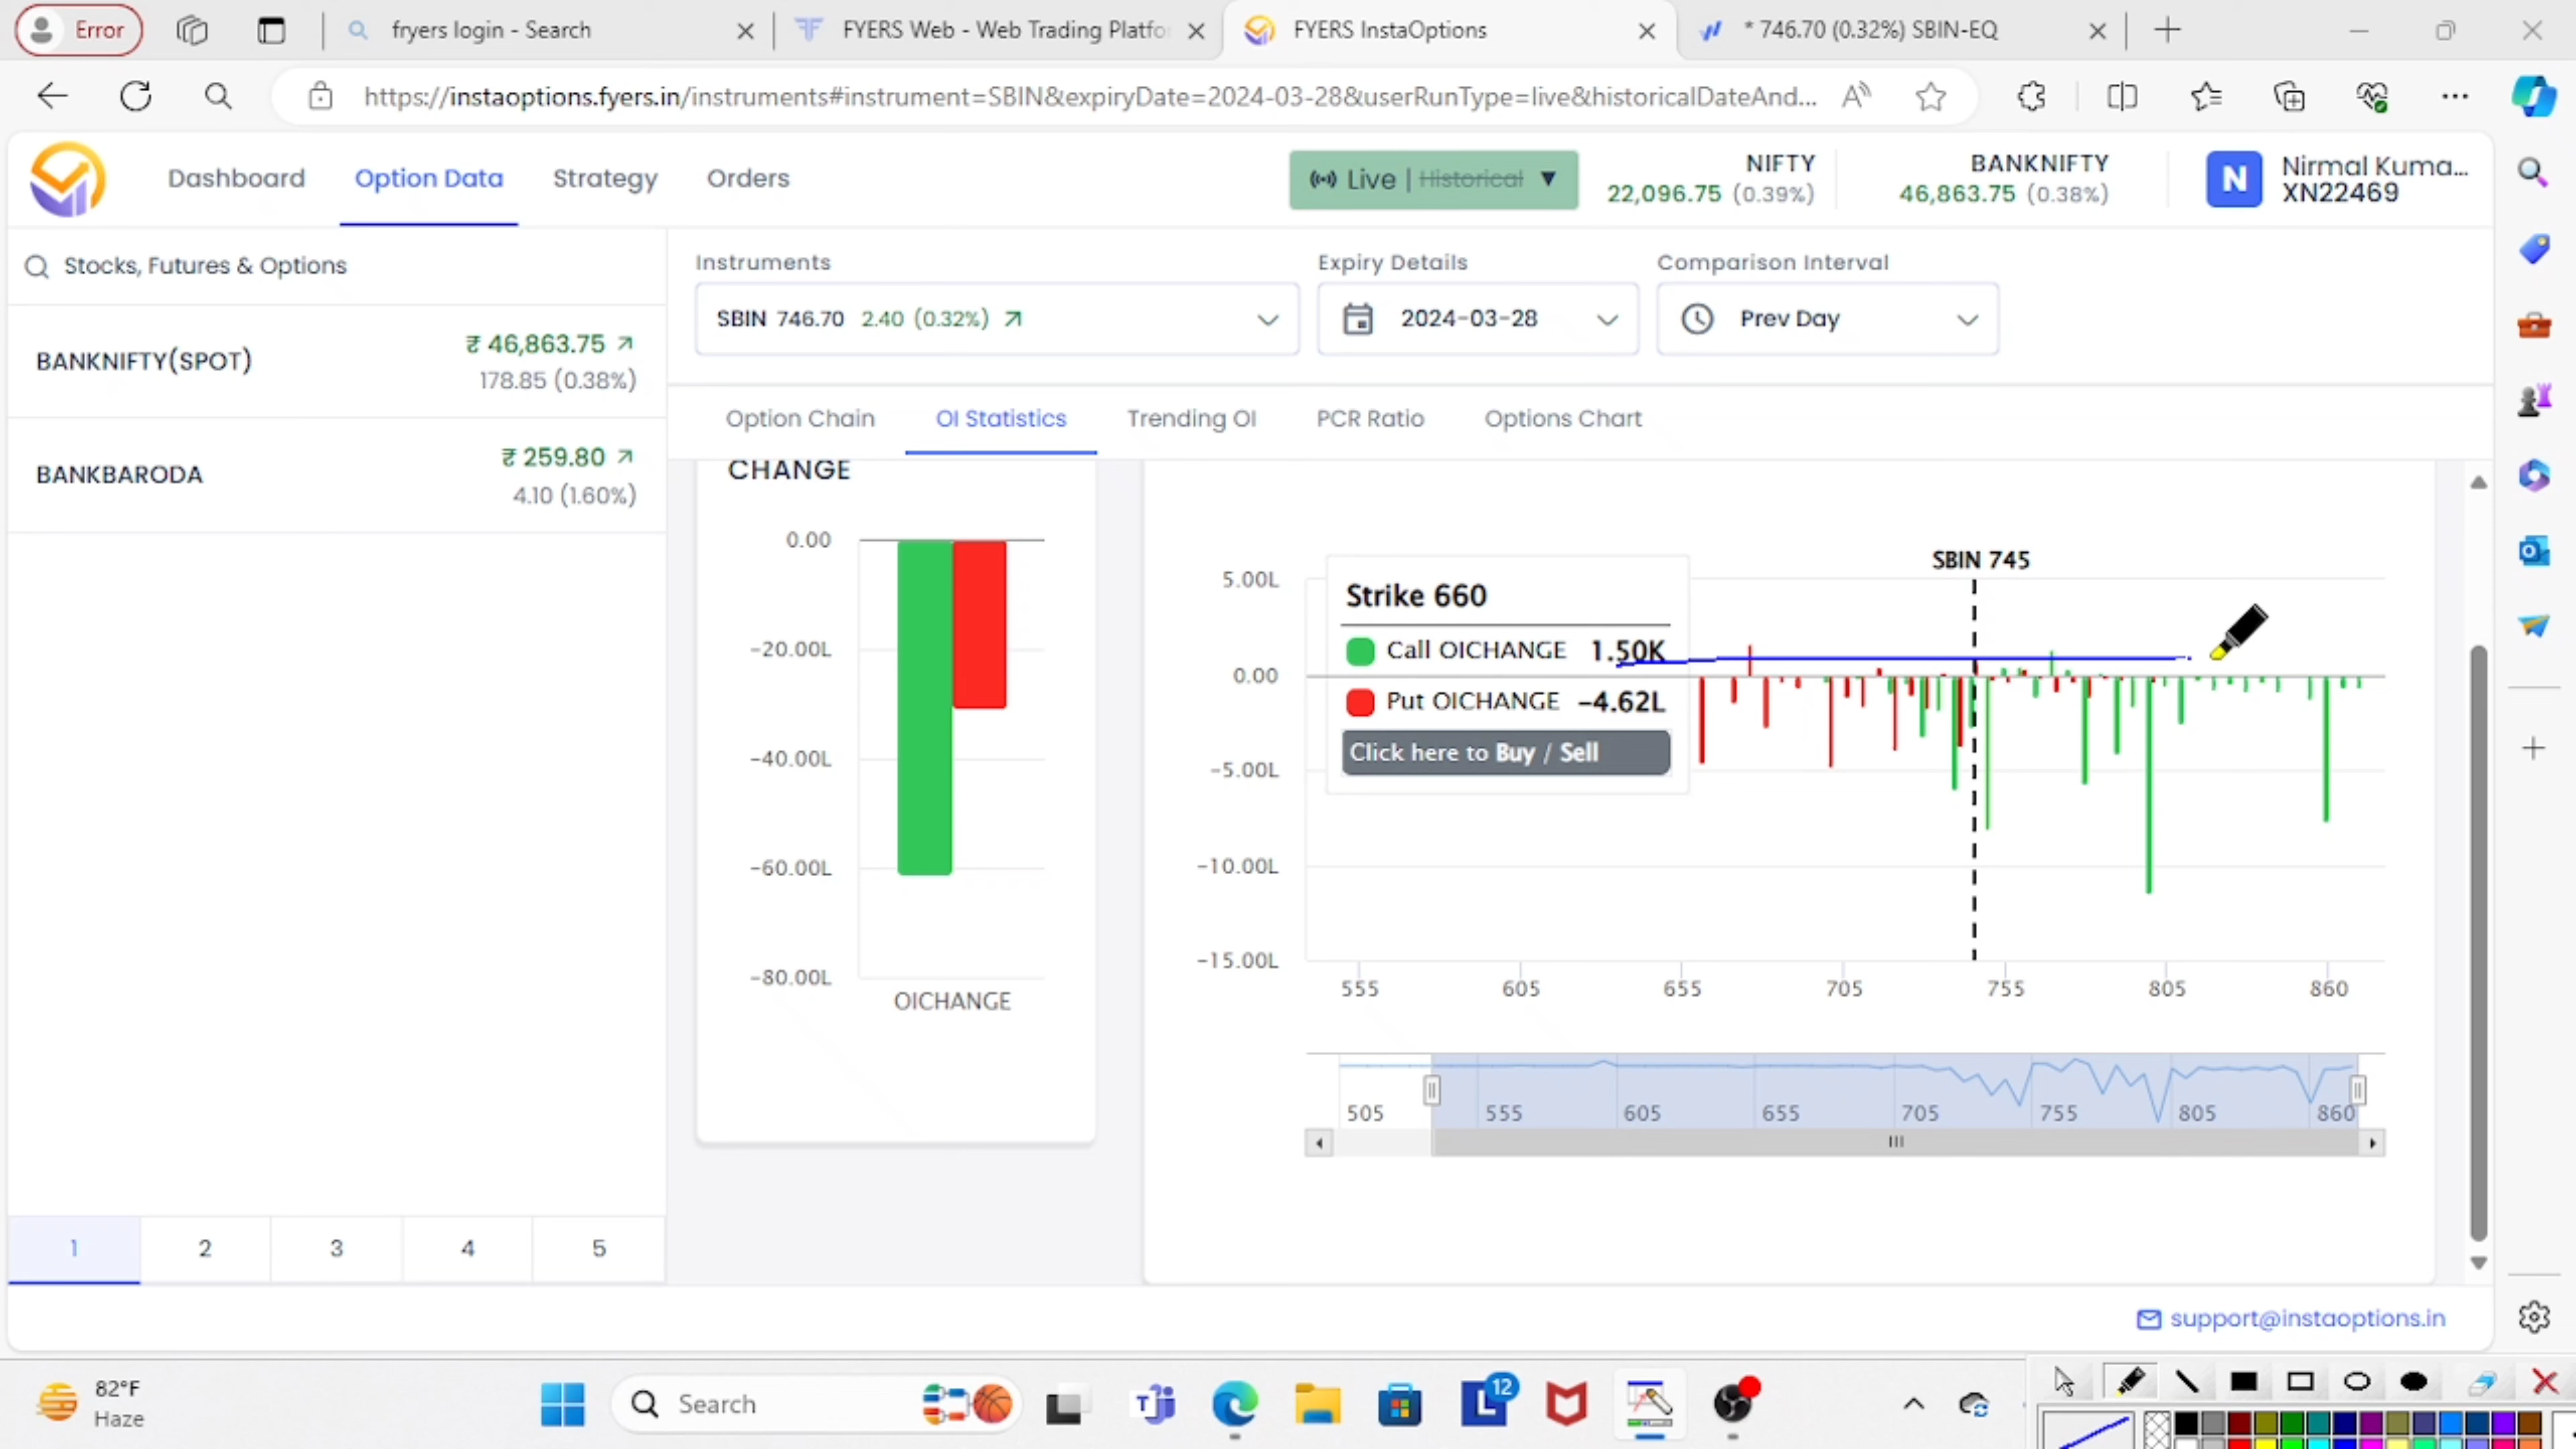 Error
fryers login - Search
FYERS Web - Web Trading Platfo
FYERS InstaOptions
* 746.70 (0.32%) SBIN-EQ
https://instaoptions.fyers.in/instruments#instrument=SBIN&expiryDate=2024-03-28&userRunType=live&historicalDateAnd...
Dashboard
Option Data
Strategy
Orders
Live | Historical ▼
NIFTY
22,096.75 (0.39%)
BANKNIFTY
46,863.75 (0.38%)
N
Nirmal Kuma...
XN22469
Stocks, Futures & Options
BANKNIFTY(SPOT)
₹ 46,863.75
178.85 (0.38%)
BANKBARODA
₹ 259.80
4.10 (1.60%)
Instruments
SBIN 746.70 2.40 (0.32%)
Expiry Details
2024-03-28
Comparison Interval
Prev Day
Option Chain
OI Statistics
Trending OI
PCR Ratio
Options Chart
CHANGE
0.00
-20.00L
-40.00L
-60.00L
-80.00L
OICHANGE
SBIN 745
5.00L
0.00
-5.00L
-10.00L
-15.00L
Strike 660
Call OICHANGE 1.50K
Put OICHANGE -4.62L
Click here to Buy / Sell
555 605 655 705 755 805 860
505 555 605 655 705 755 805 860
1 2 3 4 5
support@instaoptions.in
82°F
Haze
Search
12